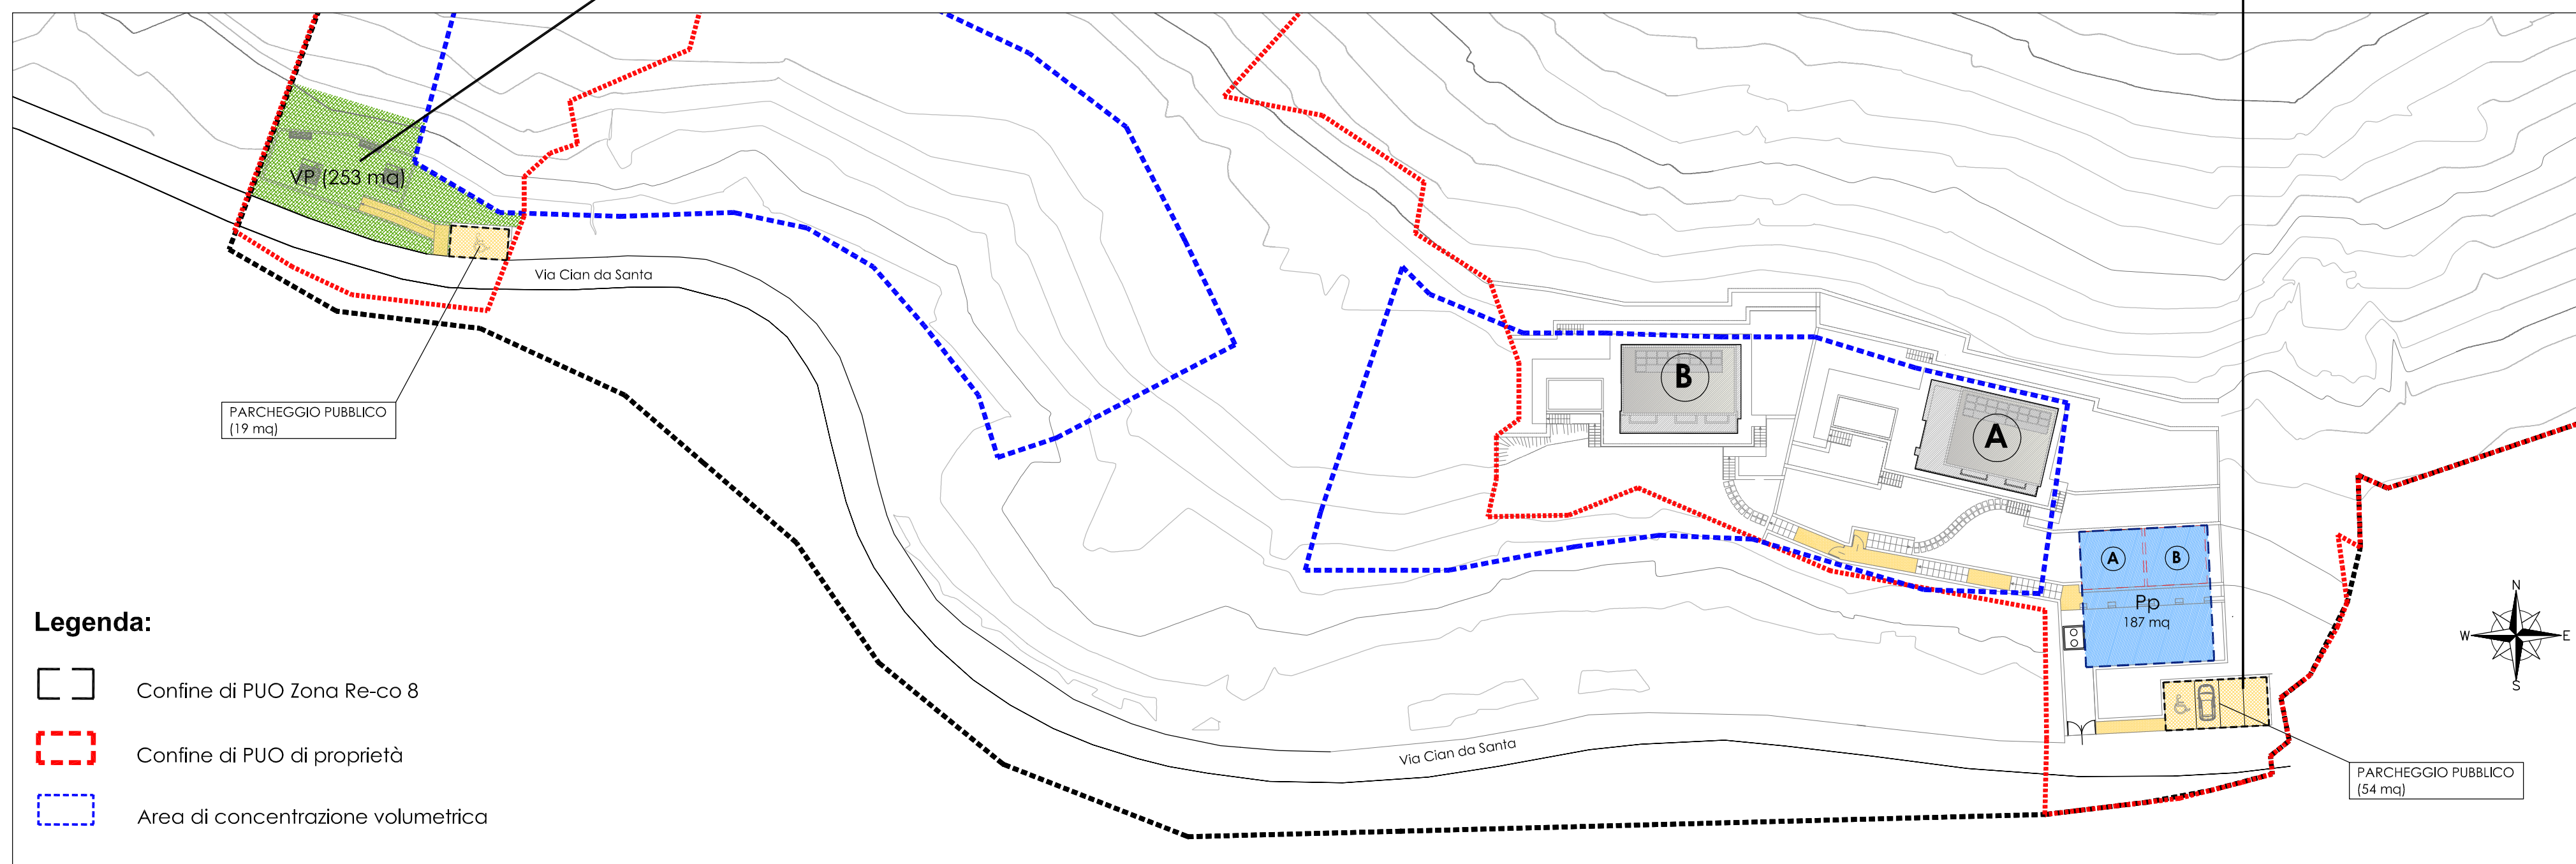 VP (253 mq)
Via Cian da Santa
PARCHEGGIO PUBBLICO
(19 mq)
B
A
A
B
Pp
187 mq
N
W
E
S
Via Cian da Santa
PARCHEGGIO PUBBLICO
(54 mq)
Legenda:
Confine di PUO Zona Re-co 8
Confine di PUO di proprietà
Area di concentrazione volumetrica